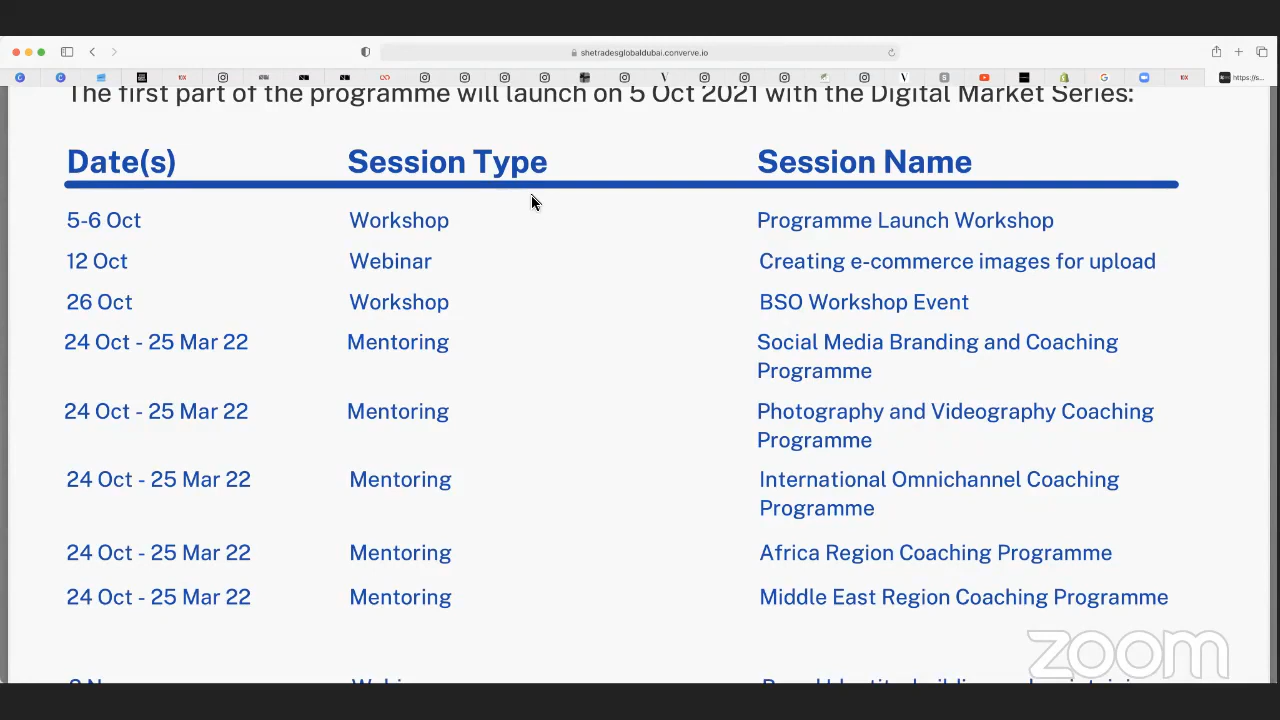 shetradesglobaldubai.converve.io
https://s...
The first part of the programme will launch on 5 Oct 2021 with the Digital Market Series:
Date(s) Session Type Session Name
5-6 Oct Workshop Programme Launch Workshop
12 Oct Webinar Creating e-commerce images for upload
26 Oct Workshop BSO Workshop Event
24 Oct - 25 Mar 22 Mentoring Social Media Branding and Coaching
Programme
24 Oct - 25 Mar 22 Mentoring Photography and Videography Coaching
Programme
24 Oct - 25 Mar 22 Mentoring International Omnichannel Coaching
Programme
24 Oct - 25 Mar 22 Mentoring Africa Region Coaching Programme
24 Oct - 25 Mar 22 Mentoring Middle East Region Coaching Programme
zoom